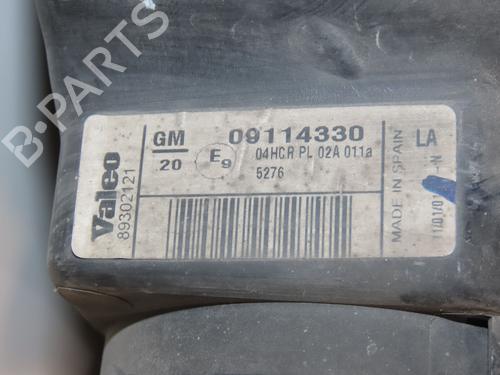 Valeo
89302121
GM
20
E9
09114330
04HCR PL 02A 011a
5276
MADE IN SPAIN
LA
B-PARTS